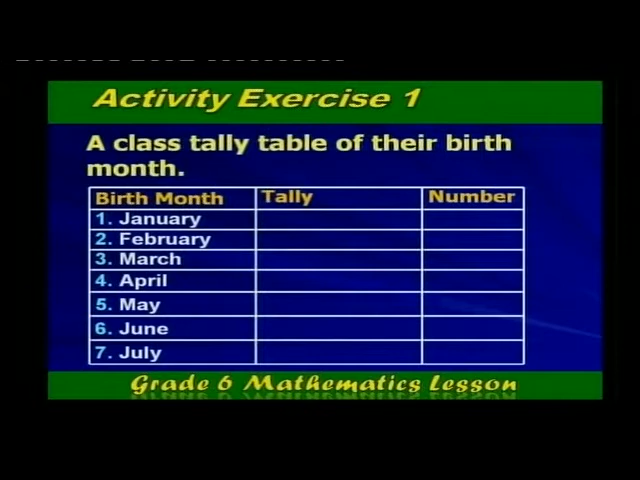 Activity Exercise 1
A class tally table of their birth
month.
Birth Month Tally Number
1. January
2. February
3. March
4. April
5. May
6. June
7. July
Grade 6 Mathematics Lesson